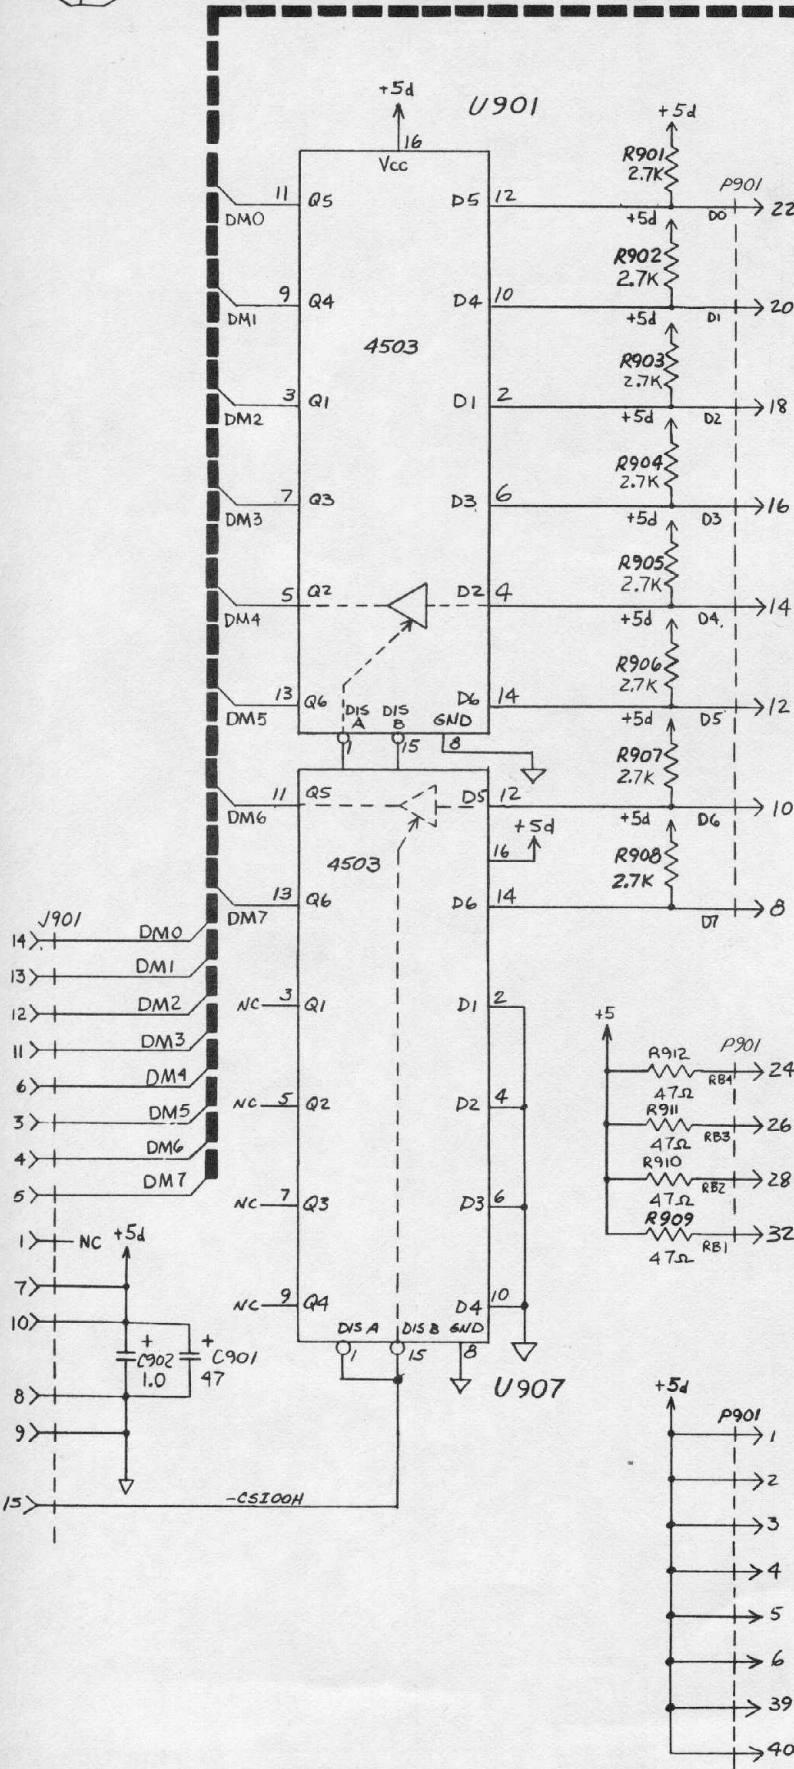 +5d
U901
+5d
16
Vcc
R901
2.7K
P901
11 Q5
D5 12
22
DM0
+5d
D0
R902
2.7K
9 Q4
D4 10
20
DM1
+5d
D1
4503
R903
2.7K
3 Q1
D1 2
18
DM2
+5d
D2
R904
2.7K
7 Q3
D3 6
16
DM3
+5d
D3
R905
2.7K
5 Q2
D2 4
14
DM4
+5d
D4
R906
2.7K
13 Q6
D6 14
12
DM5
DIS A
DIS B
GND
+5d
D5
1
15
8
R907
2.7K
11 Q5
D5 12
10
DM6
+5d
+5d
D6
4503
16
R908
2.7K
13 Q6
D6 14
8
DM7
D7
J901
14 DM0
13 DM1
12 DM2
11 DM3
6 DM4
3 DM5
4 DM6
5 DM7
1 NC
+5d
7
10
+
C902
1.0
+
C901
47
8
9
15
-CSI00H
NC 3 Q1
D1 2
NC 5 Q2
D2 4
NC 7 Q3
D3 6
NC 9 Q4
D4 10
DIS A
DIS B
GND
1
15
8
U907
+5
P901
R912
47Ω
RB4
24
R911
47Ω
RB3
26
R910
47Ω
RB2
28
R909
47Ω
RB1
32
+5d
P901
1
2
3
4
5
6
39
40